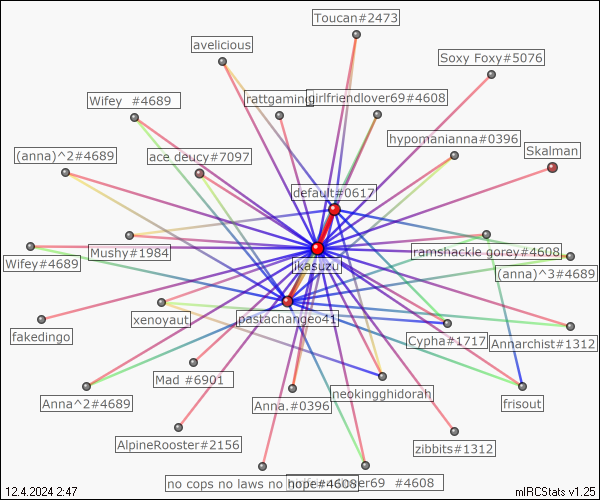 Toucan#2473
avelicious
Soxy Foxy#5076
Wifey #4689
rattgaming
girlfriendlover69#4608
hypomanianna#0396
(anna)^2#4689
ace deucy#7097
Skalman
default#0617
Mushy#1984
ramshackle gorey#4608
Wifey#4689
ikasuzu
(anna)^3#4689
xenoyaut
pastachangeo41
fakedingo
Cypha#1717
Annarchist#1312
Mad #6901
neokingghidorah
Anna^2#4689
Anna.#0396
frisout
AlpineRooster#2156
zibbits#1312
no cops no laws no hope#4608
#4608
12.4.2024 2:47
mIRCStats v1.25